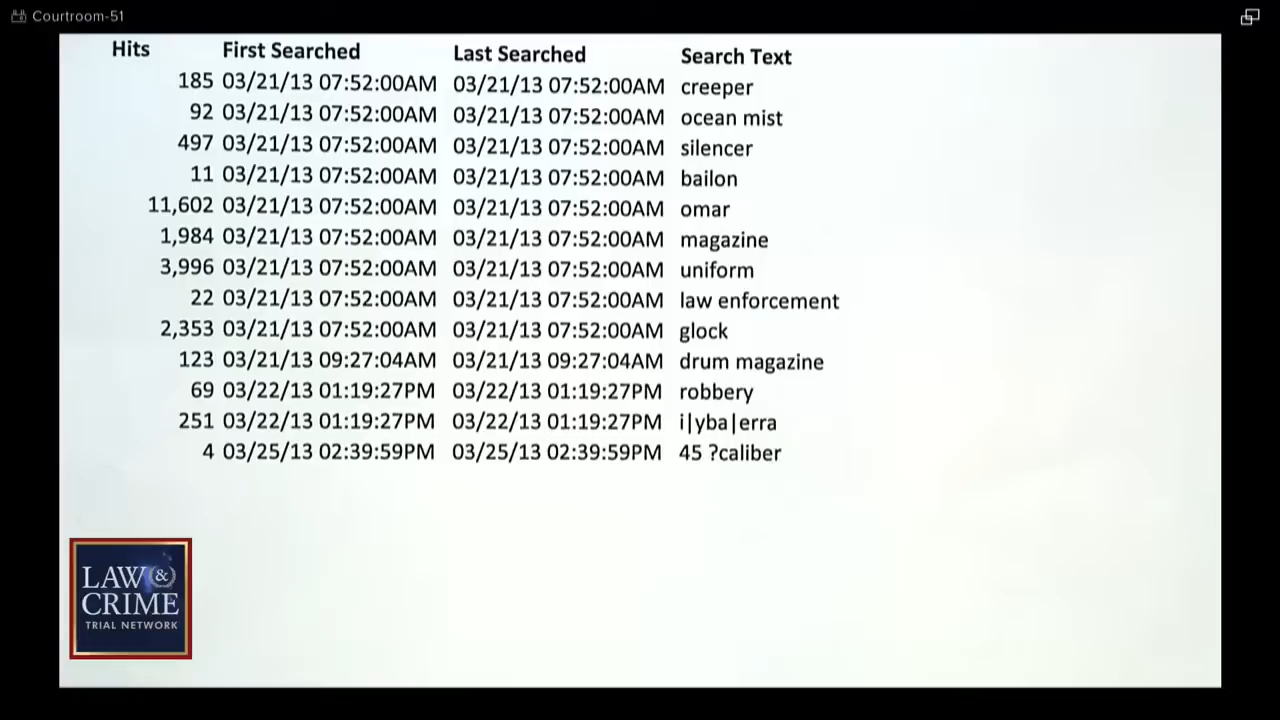 Courtroom-51
Hits First Searched Last Searched Search Text
185 03/21/13 07:52:00AM 03/21/13 07:52:00AM creeper
92 03/21/13 07:52:00AM 03/21/13 07:52:00AM ocean mist
497 03/21/13 07:52:00AM 03/21/13 07:52:00AM silencer
11 03/21/13 07:52:00AM 03/21/13 07:52:00AM bailon
11,602 03/21/13 07:52:00AM 03/21/13 07:52:00AM omar
1,984 03/21/13 07:52:00AM 03/21/13 07:52:00AM magazine
3,996 03/21/13 07:52:00AM 03/21/13 07:52:00AM uniform
22 03/21/13 07:52:00AM 03/21/13 07:52:00AM law enforcement
2,353 03/21/13 07:52:00AM 03/21/13 07:52:00AM glock
123 03/21/13 09:27:04AM 03/21/13 09:27:04AM drum magazine
69 03/22/13 01:19:27PM 03/22/13 01:19:27PM robbery
251 03/22/13 01:19:27PM 03/22/13 01:19:27PM i|yba|erra
4 03/25/13 02:39:59PM 03/25/13 02:39:59PM 45 ?caliber
LAW &
CRIME
TRIAL NETWORK